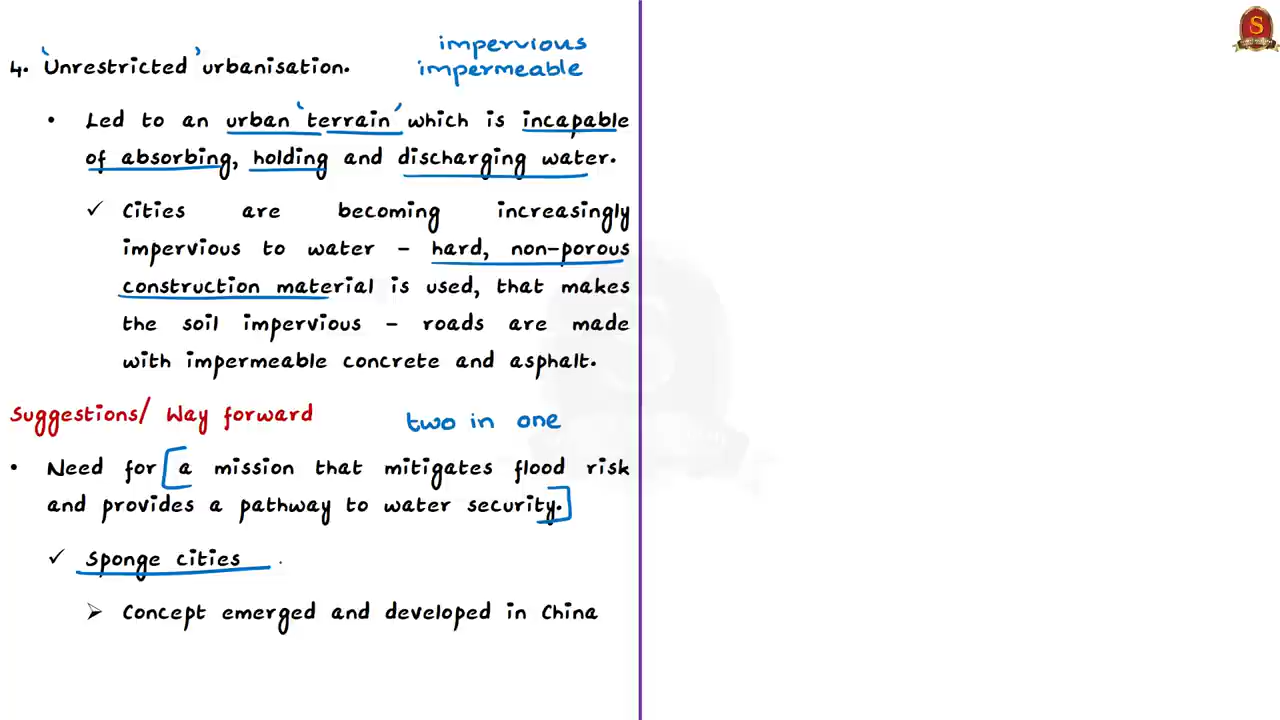 impervious
4. 'Unrestricted' urbanisation. impermeable
• Led to an urban 'terrain' which is incapable
of absorbing, holding and discharging water.
✓ Cities are becoming increasingly
impervious to water – hard, non-porous
construction material is used, that makes
the soil impervious – roads are made
with impermeable concrete and asphalt.
Suggestions/ Way forward two in one
• Need for [a mission that mitigates flood risk
and provides a pathway to water security.]
✓ Sponge cities
➢ Concept emerged and developed in China
S